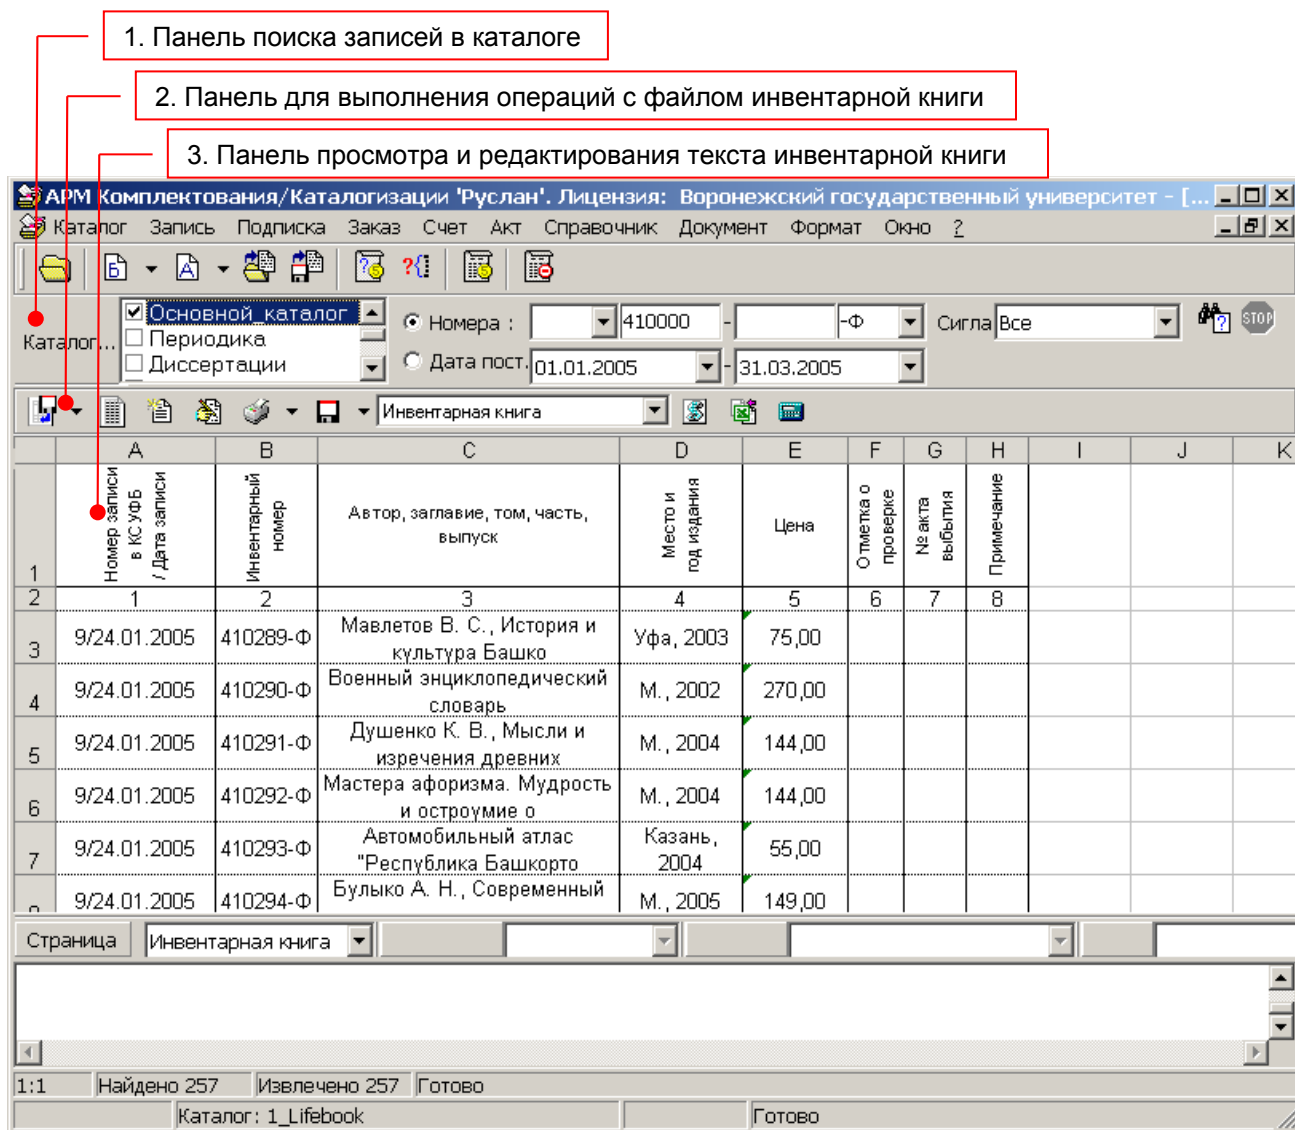 1. Панель поиска записей в каталоге
2. Панель для выполнения операций с файлом инвентарной книги
3. Панель просмотра и редактирования текста инвентарной книги
АРМ Комплектования/Каталогизации 'Руслан'. Лицензия: Воронежский государственный университет - [...
Каталог Запись Подписка Заказ Счет Акт Справочник Документ Формат Окно ?
Каталог...
Основной_каталог
Периодика
Диссертации
Номера : 410000 - -Ф Сигла Все
STOP
Дата пост. 01.01.2005 - 31.03.2005
Инвентарная книга
A B C D E F G H I J K
1 Номер записи в КСУФБ / Дата записи
Инвентарный номер
Автор, заглавие, том, часть, выпуск
Место и год издания
Цена
Отметка о проверке
№ акта выбытия
Примечание
2 1 2 3 4 5 6 7 8
3 9/24.01.2005 410289-Ф Мавлетов В. С., История и культура Башко Уфа, 2003 75,00
4 9/24.01.2005 410290-Ф Военный энциклопедический словарь М., 2002 270,00
5 9/24.01.2005 410291-Ф Душенко К. В., Мысли и изречения древних М., 2004 144,00
6 9/24.01.2005 410292-Ф Мастера афоризма. Мудрость и остроумие о М., 2004 144,00
7 9/24.01.2005 410293-Ф Автомобильный атлас "Республика Башкорто Казань, 2004 55,00
9/24.01.2005 410294-Ф Булыко А. Н., Современный М., 2005 149,00
Страница Инвентарная книга
1:1 Найдено 257 Извлечено 257 Готово
Каталог: 1_Lifebook Готово